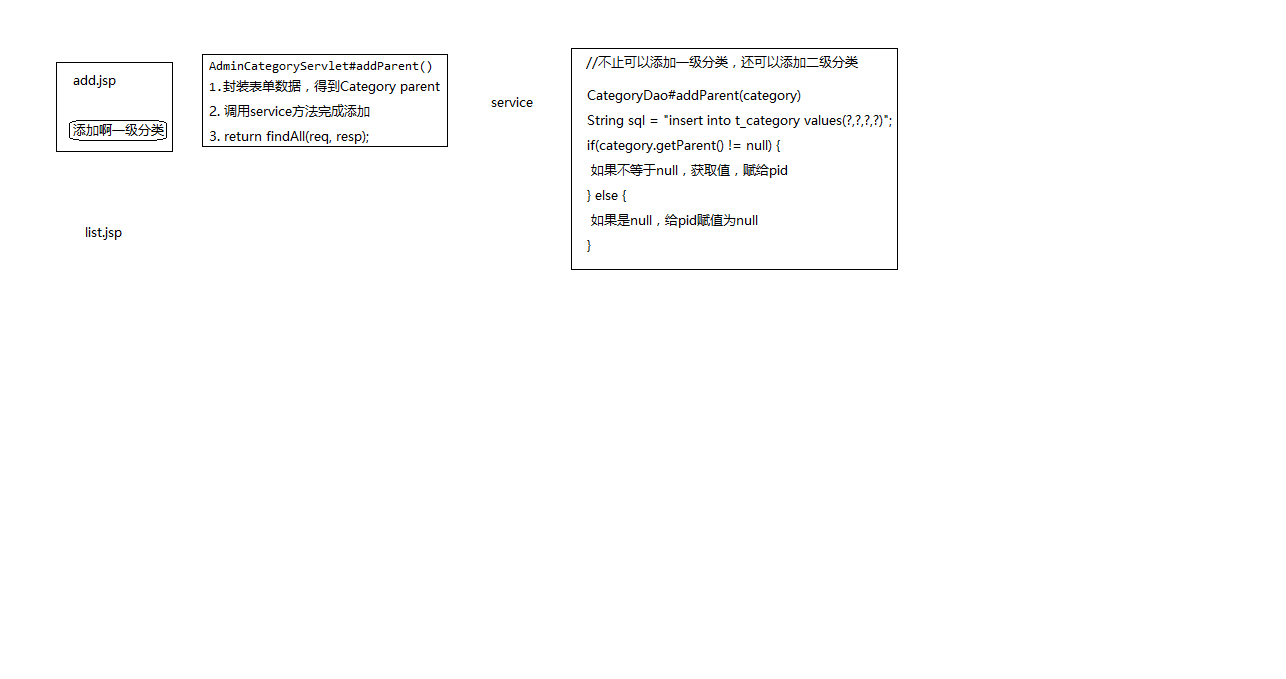 add.jsp
添加啊一级分类
list.jsp
AdminCategoryServlet#addParent()
1.封装表单数据，得到Category parent
2. 调用service方法完成添加
3. return findAll(req, resp);
service
//不止可以添加一级分类，还可以添加二级分类
CategoryDao#addParent(category)
String sql = "insert into t_category values(?,?,?,?)";
if(category.getParent() != null) {
如果不等于null，获取值，赋给pid
} else {
如果是null，给pid赋值为null
}